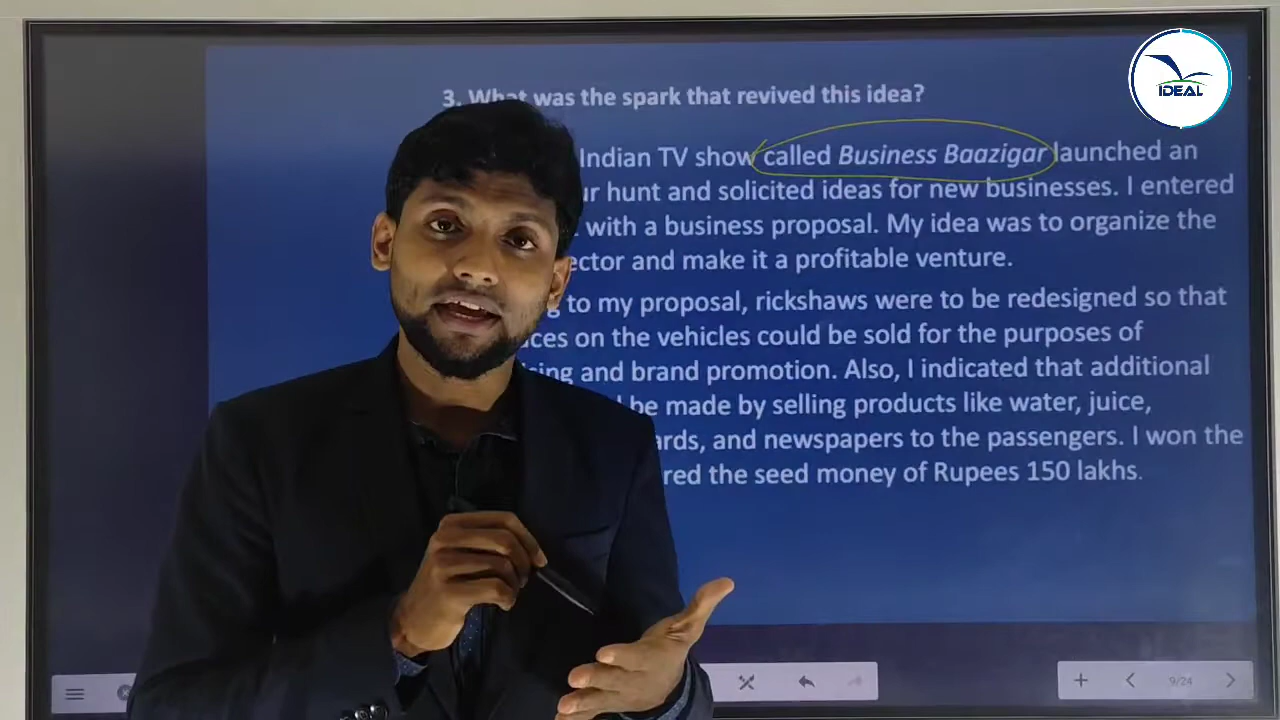 3. What was the spark that revived this idea?
Indian TV show called Business Baazigar launched an
hunt and solicited ideas for new businesses. I entered
with a business proposal. My idea was to organize the
and make it a profitable venture.
to my proposal, rickshaws were to be redesigned so that
on the vehicles could be sold for the purposes of
and brand promotion. Also, I indicated that additional
be made by selling products like water, juice,
and newspapers to the passengers. I won the
the seed money of Rupees 150 lakhs.
IDEAL
9/24